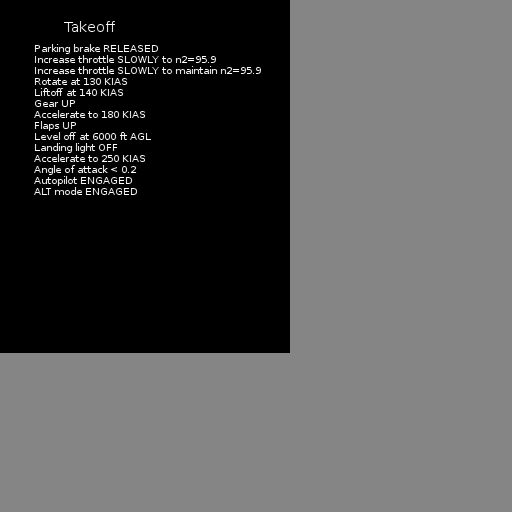 Takeoff
Parking brake RELEASED
Increase throttle SLOWLY to n2=95.9
Increase throttle SLOWLY to maintain n2=95.9
Rotate at 130 KIAS
Liftoff at 140 KIAS
Gear UP
Accelerate to 180 KIAS
Flaps UP
Level off at 6000 ft AGL
Landing light OFF
Accelerate to 250 KIAS
Angle of attack < 0.2
Autopilot ENGAGED
ALT mode ENGAGED